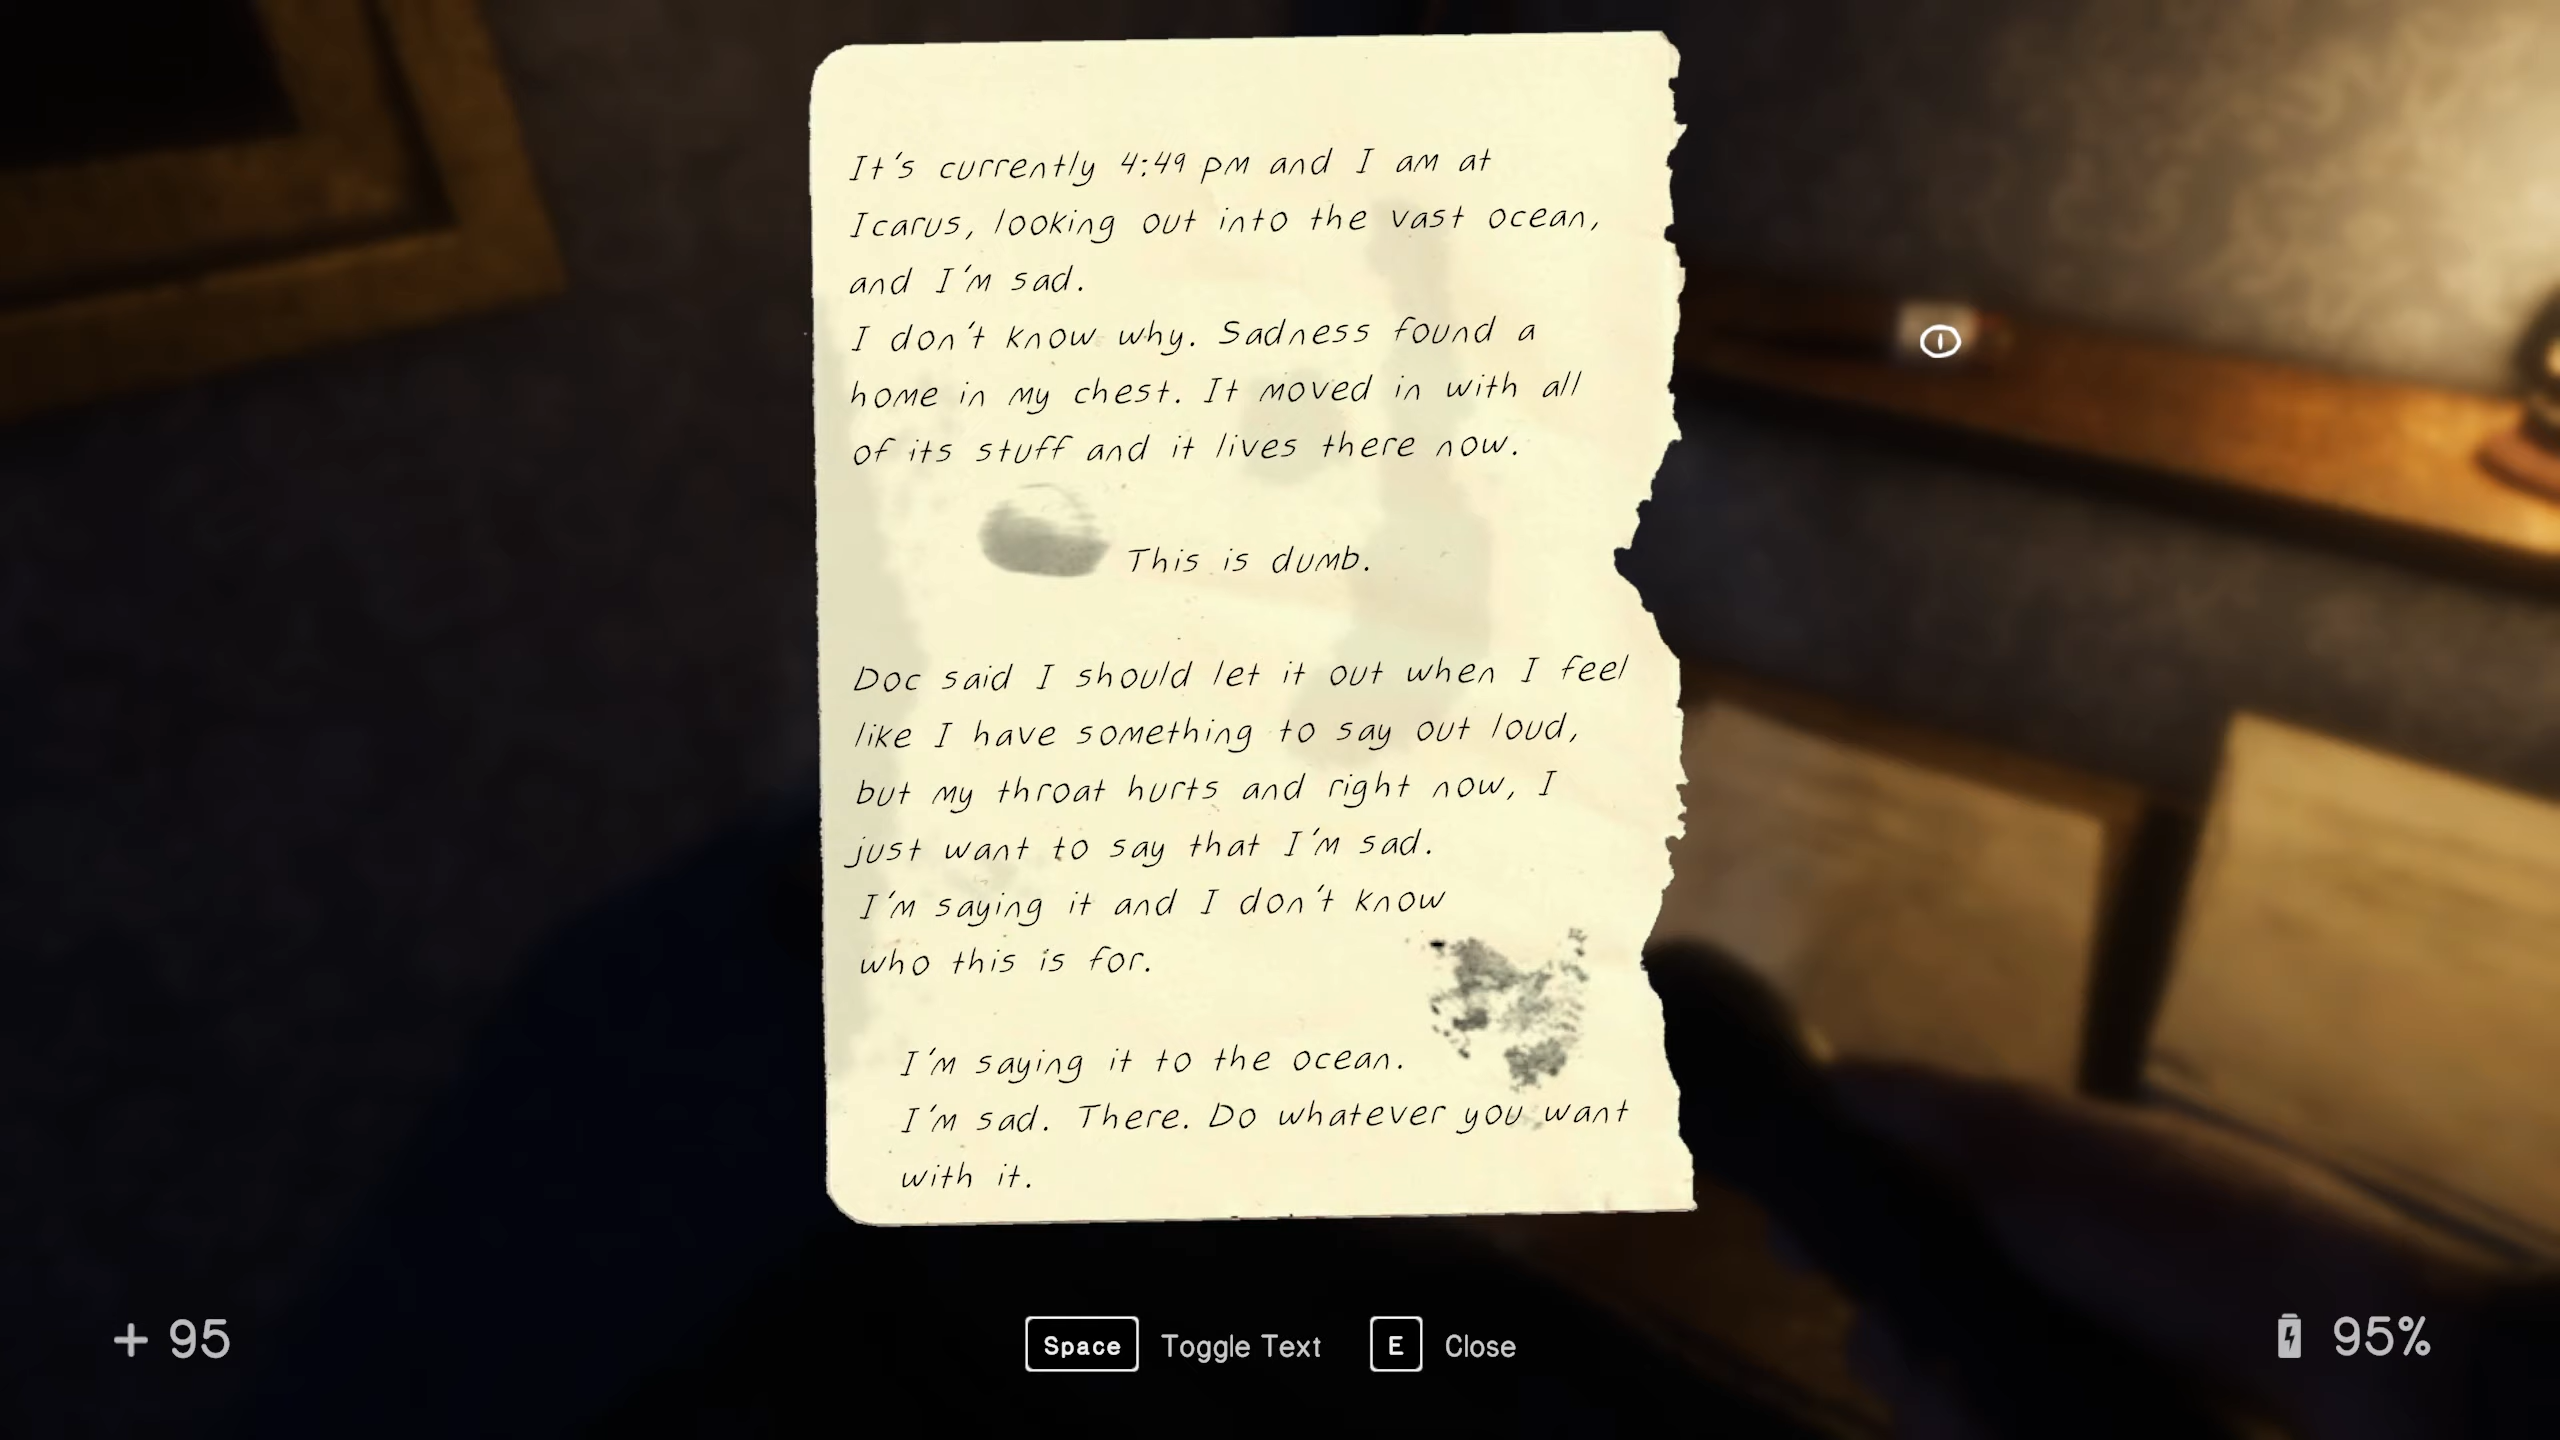 It's currently 4:49 pm and I am at
Icarus, looking out into the vast ocean,
and I'm sad.
I don't know why. Sadness found a
home in my chest. It moved in with all
of its stuff and it lives there now.
This is dumb.
Doc said I should let it out when I feel
like I have something to say out loud,
but my throat hurts and right now, I
just want to say that I'm sad.
I'm saying it and I don't know
who this is for.
I'm saying it to the ocean.
I'm sad. There. Do whatever you want
with it.
+ 95
Space Toggle Text E Close
95%